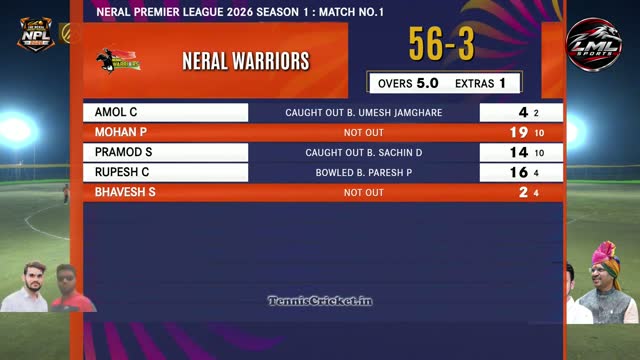 NERAL PREMIER LEAGUE 2026 SEASON 1 : MATCH NO.1
NPL
LML
SPORTS
WARRIORS
NERAL WARRIORS
56-3
OVERS 5.0 EXTRAS 1
AMOL C CAUGHT OUT B. UMESH JAMGHARE 4 2
MOHAN P NOT OUT 19 10
PRAMOD S CAUGHT OUT B. SACHIN D 14 10
RUPESH C BOWLED B. PARESH P 16 4
BHAVESH S NOT OUT 2 4
TennisCricket.in